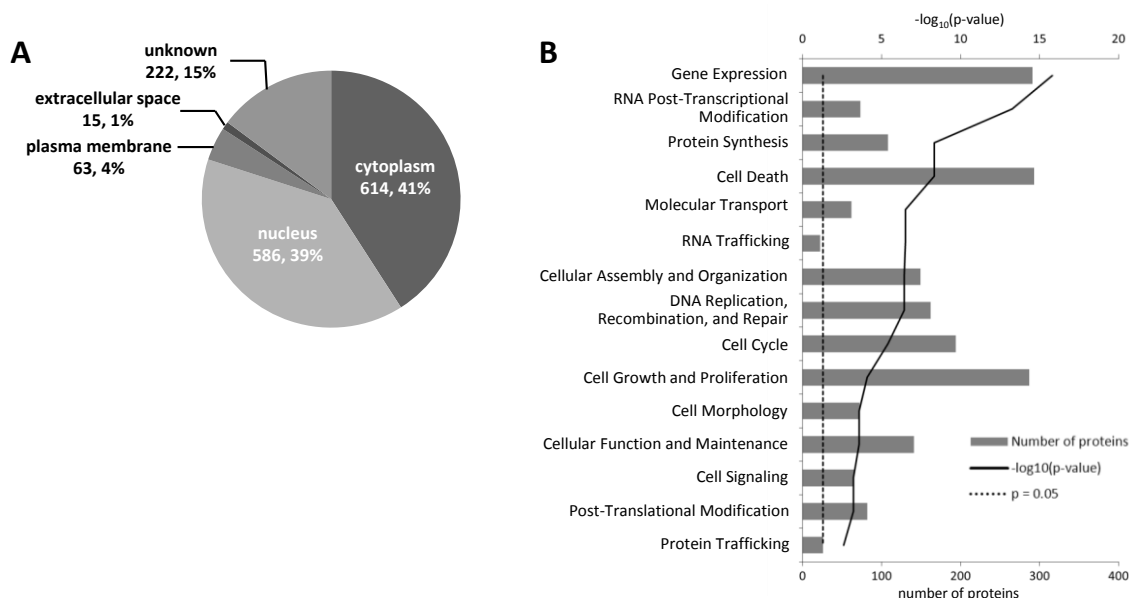 A
unknown
222, 15%
extracellular space
15, 1%
plasma membrane
63, 4%
cytoplasm
614, 41%
nucleus
586, 39%
B
-log10(p-value)
0 5 10 15 20
Gene Expression
RNA Post-Transcriptional
Modification
Protein Synthesis
Cell Death
Molecular Transport
RNA Trafficking
Cellular Assembly and Organization
DNA Replication,
Recombination, and Repair
Cell Cycle
Cell Growth and Proliferation
Cell Morphology
Cellular Function and Maintenance
Cell Signaling
Post-Translational Modification
Protein Trafficking
Number of proteins
-log10(p-value)
p = 0.05
0 100 200 300 400
number of proteins